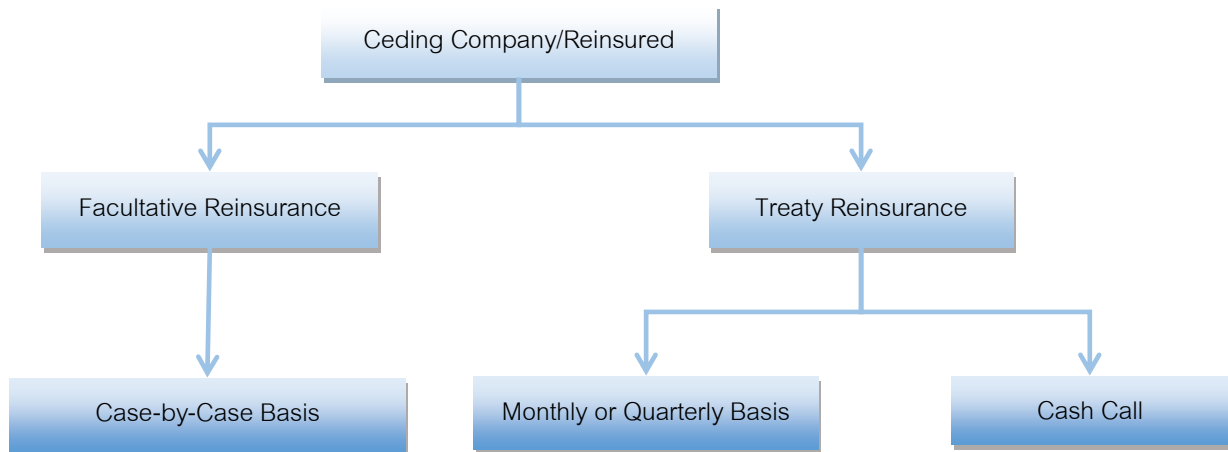 Ceding Company/Reinsured
Facultative Reinsurance
Treaty Reinsurance
Case-by-Case Basis
Monthly or Quarterly Basis
Cash Call